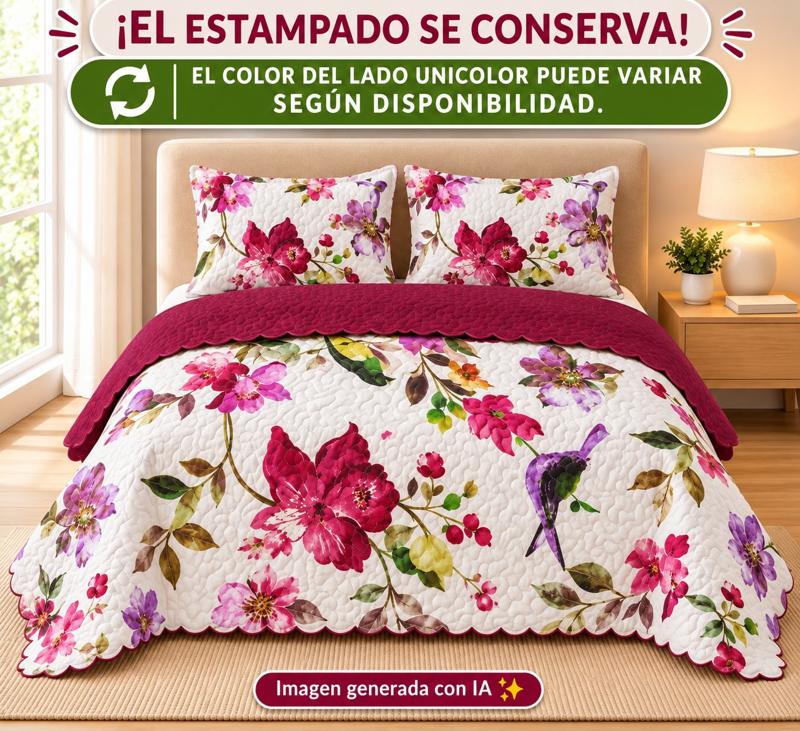 ¡EL ESTAMPADO SE CONSERVA!
EL COLOR DEL LADO UNICOLOR PUEDE VARIAR
SEGÚN DISPONIBILIDAD.
Imagen generada con IA ✨